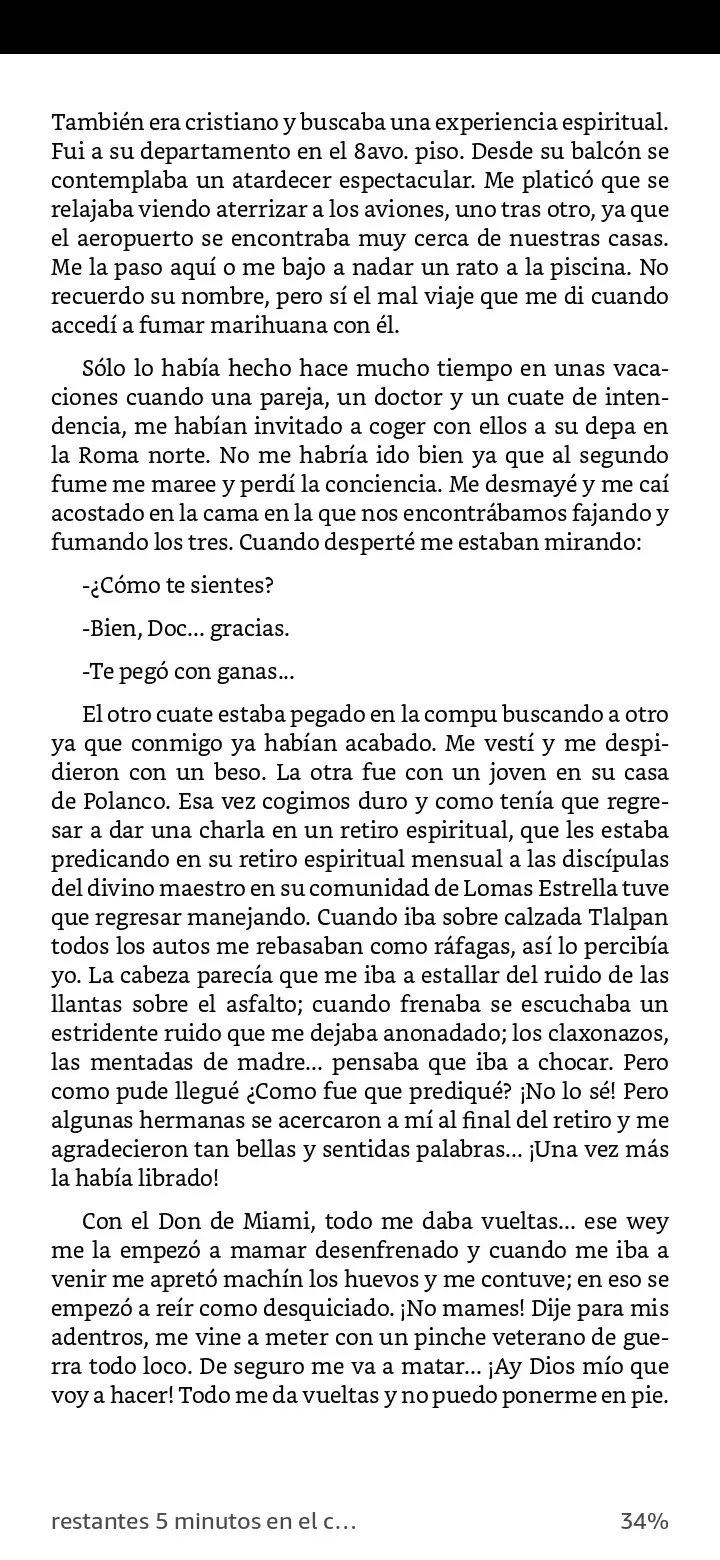 También era cristiano y buscaba una experiencia espiritual.
Fui a su departamento en el 8avo. piso. Desde su balcón se
contemplaba un atardecer espectacular. Me platicó que se
relajaba viendo aterrizar a los aviones, uno tras otro, ya que
el aeropuerto se encontraba muy cerca de nuestras casas.
Me la paso aquí o me bajo a nadar un rato a la piscina. No
recuerdo su nombre, pero sí el mal viaje que me di cuando
accedí a fumar marihuana con él.
Sólo lo había hecho hace mucho tiempo en unas vaca-
ciones cuando una pareja, un doctor y un cuate de inten-
dencia, me habían invitado a coger con ellos a su depa en
la Roma norte. No me habría ido bien ya que al segundo
fume me maree y perdí la conciencia. Me desmayé y me caí
acostado en la cama en la que nos encontrábamos fajando y
fumando los tres. Cuando desperté me estaban mirando:
-¿Cómo te sientes?
-Bien, Doc... gracias.
-Te pegó con ganas...
El otro cuate estaba pegado en la compu buscando a otro
ya que conmigo ya habían acabado. Me vestí y me despi-
dieron con un beso. La otra fue con un joven en su casa
de Polanco. Esa vez cogimos duro y como tenía que regre-
sar a dar una charla en un retiro espiritual, que les estaba
predicando en su retiro espiritual mensual a las discípulas
del divino maestro en su comunidad de Lomas Estrella tuve
que regresar manejando. Cuando iba sobre calzada Tlalpan
todos los autos me rebasaban como ráfagas, así lo percibía
yo. La cabeza parecía que me iba a estallar del ruido de las
llantas sobre el asfalto; cuando frenaba se escuchaba un
estridente ruido que me dejaba anonadado; los claxonazos,
las mentadas de madre... pensaba que iba a chocar. Pero
como pude llegué ¿Como fue que prediqué? ¡No lo sé! Pero
algunas hermanas se acercaron a mí al final del retiro y me
agradecieron tan bellas y sentidas palabras... ¡Una vez más
la había librado!
Con el Don de Miami, todo me daba vueltas... ese wey
me la empezó a mamar desenfrenado y cuando me iba a
venir me apretó machín los huevos y me contuve; en eso se
empezó a reír como desquiciado. ¡No mames! Dije para mis
adentros, me vine a meter con un pinche veterano de gue-
rra todo loco. De seguro me va a matar... ¡Ay Dios mío que
voy a hacer! Todo me da vueltas y no puedo ponerme en pie.
restantes 5 minutos en el c... 34%